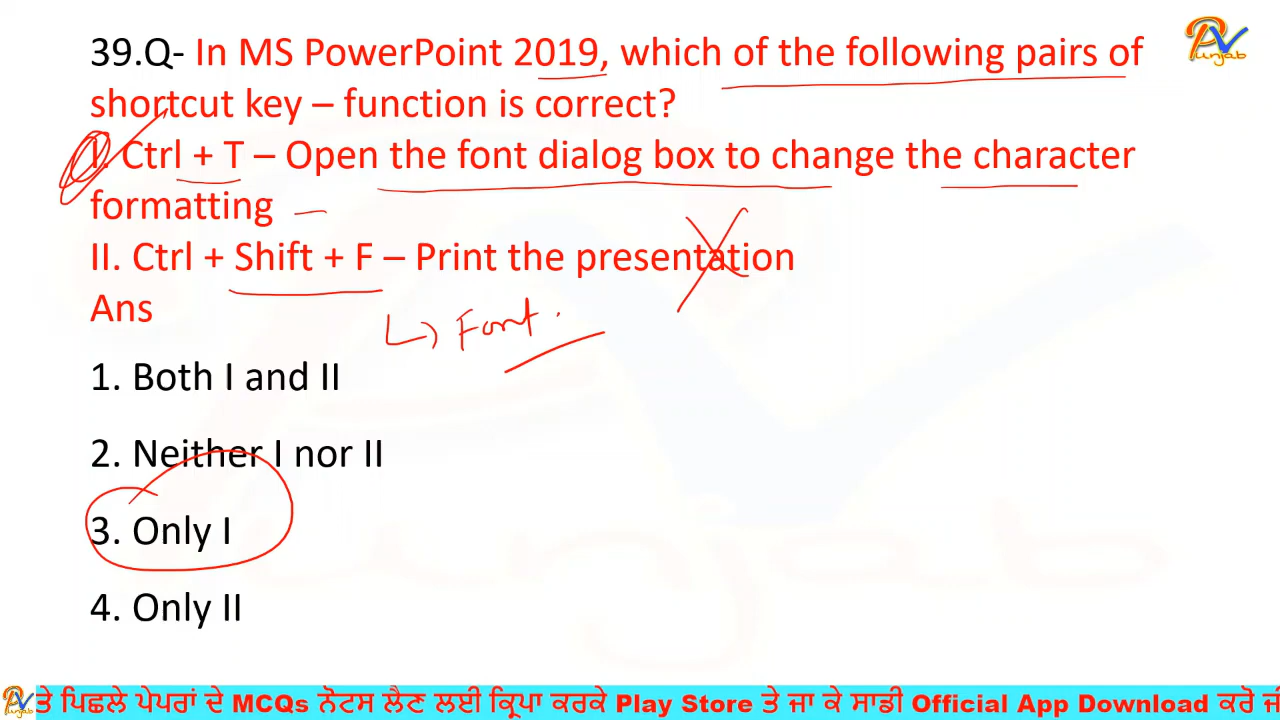 39.Q- In MS PowerPoint 2019, which of the following pairs of
shortcut key – function is correct?
I. Ctrl + T – Open the font dialog box to change the character
formatting
II. Ctrl + Shift + F – Print the presentation
Ans
Font
1. Both I and II
2. Neither I nor II
3. Only I
4. Only II
Punjab
ਤੇ ਪਿਛਲੇ ਪੇਪਰਾਂ ਦੇ MCQs ਨੋਟਸ ਲੈਣ ਲਈ ਕ੍ਰਿਪਾ ਕਰਕੇ Play Store ਤੇ ਜਾ ਕੇ ਸਾਡੀ Official App Download ਕਰੋ ਜੀ